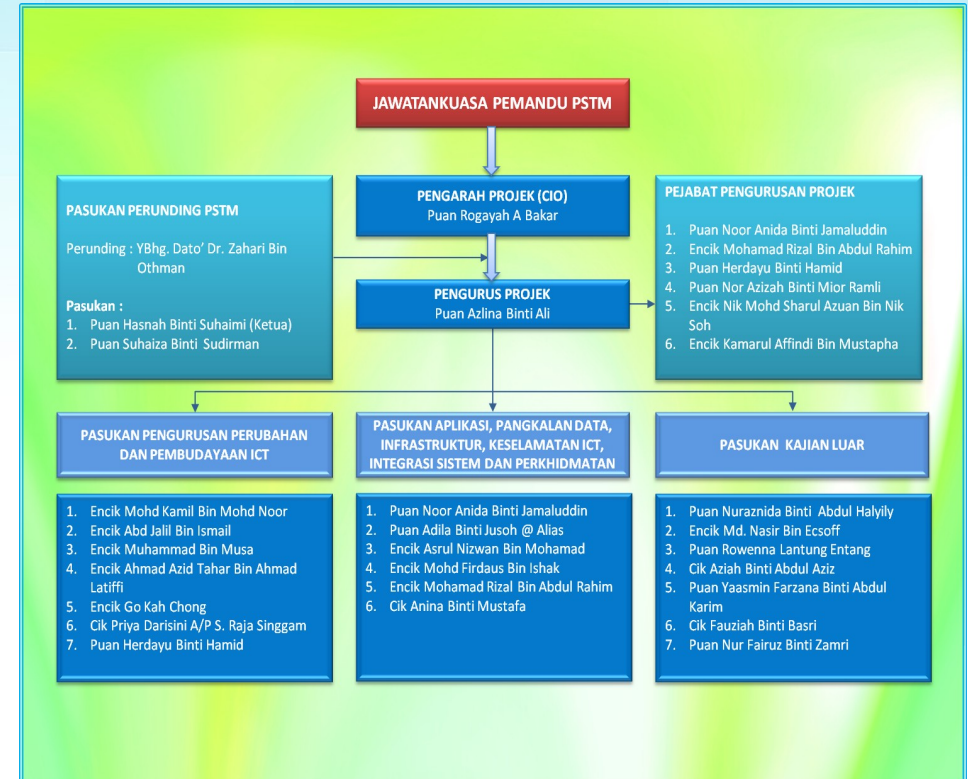 JAWATANKUASA PEMANDU PSTM
PENGARAH PROJEK (CIO)
Puan Rogayah A Bakar
PASUKAN PERUNDING PSTM
Perunding : YBhg. Dato' Dr. Zahari Bin
Othman
Pasukan :
1. Puan Hasnah Binti Suhaimi (Ketua)
2. Puan Suhaiza Binti Sudirman
PENGURUS PROJEK
Puan Azlina Binti Ali
PEJABAT PENGURUSAN PROJEK
1. Puan Noor Anida Binti Jamaluddin
2. Encik Mohamad Rizal Bin Abdul Rahim
3. Puan Herdayu Binti Hamid
4. Puan Nor Azizah Binti Mior Ramli
5. Encik Nik Mohd Sharul Azuan Bin Nik
Soh
6. Encik Kamarul Affindi Bin Mustapha
PASUKAN PENGURUSAN PERUBAHAN
DAN PEMBUDAYAAN ICT
1. Encik Mohd Kamil Bin Mohd Noor
2. Encik Abd Jalil Bin Ismail
3. Encik Muhammad Bin Musa
4. Encik Ahmad Azid Tahar Bin Ahmad
Latiffi
5. Encik Go Kah Chong
6. Cik Priya Darisini A/P S. Raja Singgam
7. Puan Herdayu Binti Hamid
PASUKAN APLIKASI, PANGKALAN DATA,
INFRASTRUKTUR, KESELAMATAN ICT,
INTEGRASI SISTEM DAN PERKHIDMATAN
1. Puan Noor Anida Binti Jamaluddin
2. Puan Adila Binti Jusoh @ Alias
3. Encik Asrul Nizwan Bin Mohamad
4. Encik Mohd Firdaus Bin Ishak
5. Encik Mohamad Rizal Bin Abdul Rahim
6. Cik Anina Binti Mustafa
PASUKAN KAJIAN LUAR
1. Puan Nuraznida Binti Abdul Halyily
2. Encik Md. Nasir Bin Ecsoff
3. Puan Rowenna Lantung Entang
4. Cik Aziah Binti Abdul Aziz
5. Puan Yaasmin Farzana Binti Abdul
Karim
6. Cik Fauziah Binti Basri
7. Puan Nur Fairuz Binti Zamri